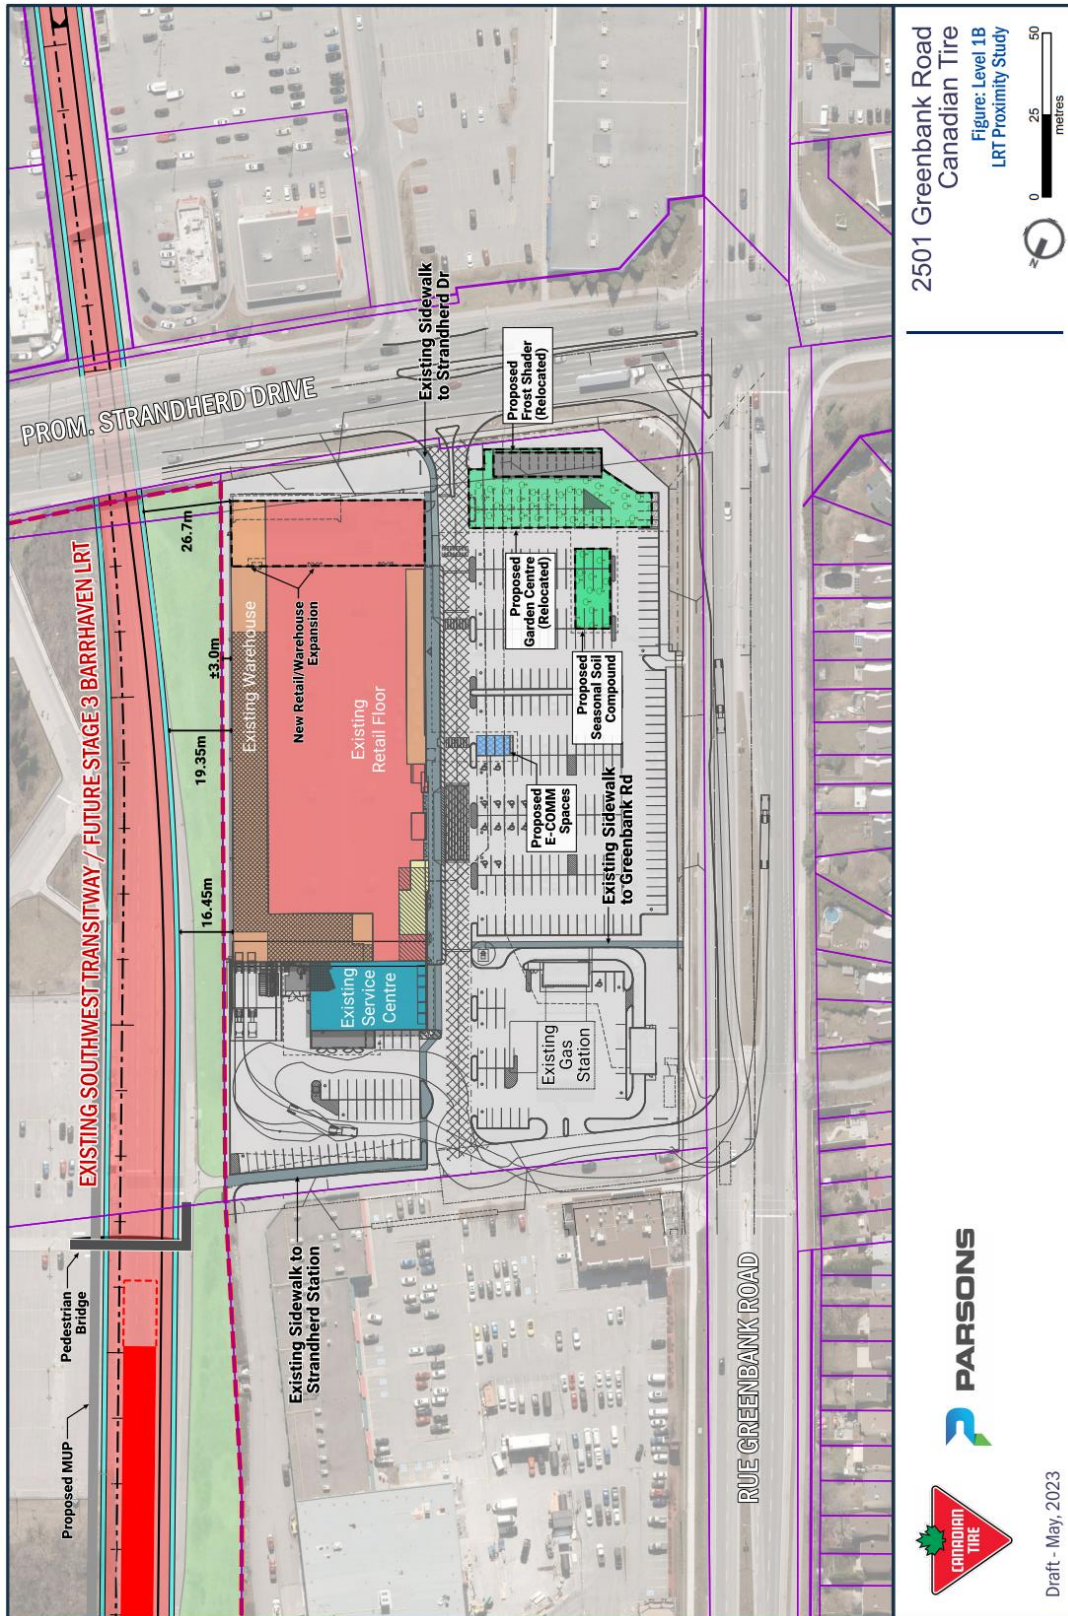 EXISTING SOUTHWEST TRANSITWAY / FUTURE STAGE 3 BARRHAVEN LRT
Proposed MUP
Pedestrian
Bridge
16.45m
19.35m
±3.0m
26.7m
PROM. STRANDHERD DRIVE
Existing Warehouse
New Retail/Warehouse
Expansion
Existing
Retail Floor
Existing
Service
Centre
Existing Sidewalk to
Strandherd Station
Existing Sidewalk
to Strandherd Dr
Proposed
Frost Shader
(Relocated)
Proposed
Garden Centre
(Relocated)
Proposed
Seasonal Soil
Compound
Proposed
E-COMM
Spaces
Existing Sidewalk
to Greenbank Rd
Existing
Gas
Station
RUE GREENBANK ROAD
CANADIAN
TIRE
PARSONS
Draft - May, 2023
2501 Greenbank Road
Canadian Tire
Figure: Level 1B
LRT Proximity Study
N
0 25 50
metres